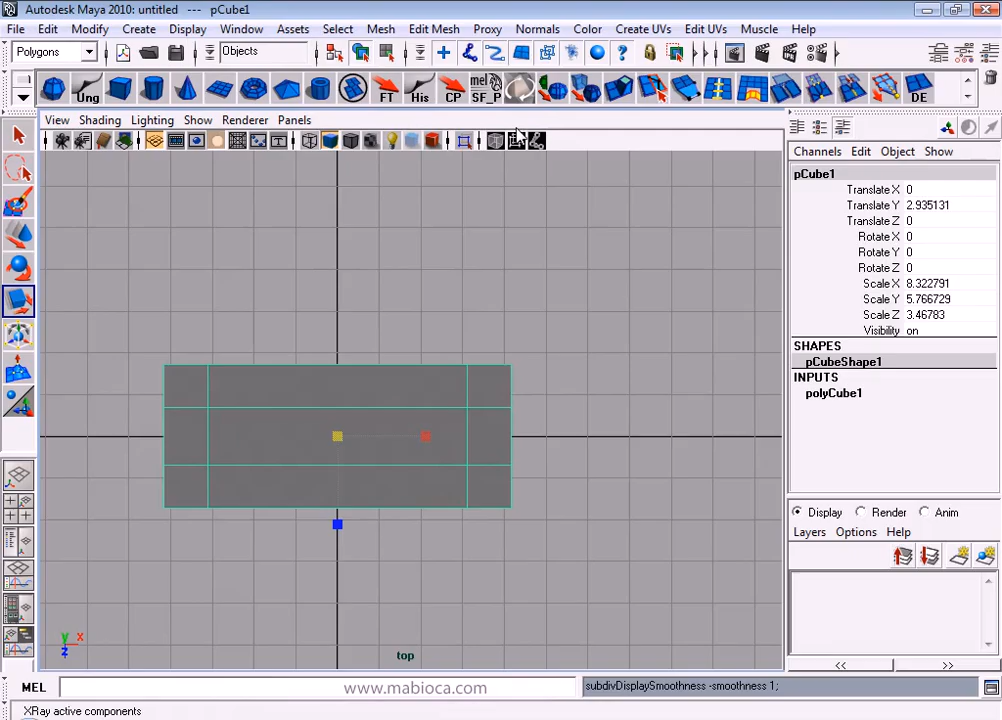 Autodesk Maya 2010: untitled --- pCube1
File Edit Modify Create Display Window Assets Select Mesh Edit Mesh Proxy Normals Color Create UVs Edit UVs Muscle Help
Polygons Objects
Ung FT His CP mel SF_P DE
View Shading Lighting Show Renderer Panels
Channels Edit Object Show
pCube1
Translate X 0
Translate Y 2.935131
Translate Z 0
Rotate X 0
Rotate Y 0
Rotate Z 0
Scale X 8.322791
Scale Y 5.766729
Scale Z 3.46783
Visibility on
SHAPES
pCubeShape1
INPUTS
polyCube1
Display Render Anim
Layers Options Help
y x
z
top
<< >>
MEL www.mabioca.com subdivDisplaySmoothness -smoothness 1;
XRay active components